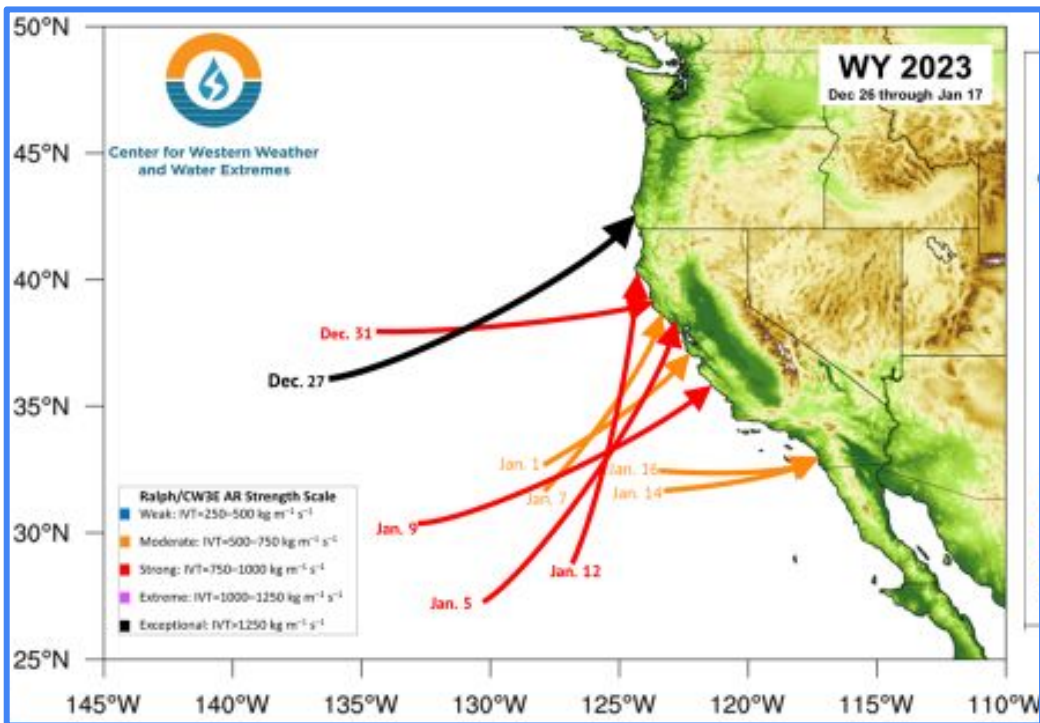 50°N
WY 2023
Dec 26 through Jan 17
45°N
Center for Western Weather
and Water Extremes
40°N
Dec. 31
Dec. 27
35°N
Jan. 1
Jan. 16
Jan. 7
Jan. 14
Ralph/CW3E AR Strength Scale
Weak: IVT=250–500 kg m⁻¹ s⁻¹
Jan. 9
30°N
Moderate: IVT=500–750 kg m⁻¹ s⁻¹
Strong: IVT=750–1000 kg m⁻¹ s⁻¹
Jan. 12
Extreme: IVT=1000–1250 kg m⁻¹ s⁻¹
Jan. 5
Exceptional: IVT>1250 kg m⁻¹ s⁻¹
25°N
145°W 140°W 135°W 130°W 125°W 120°W 115°W 110°W